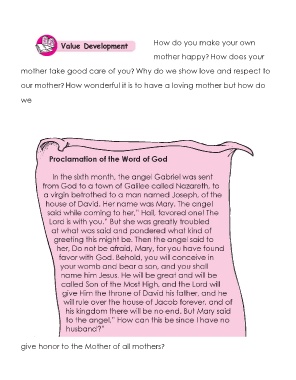 Value Development
How do you make your own
mother happy? How does your
mother take good care of you? Why do we show love and respect to
our mother? How wonderful it is to have a loving mother but how do
we
Proclamation of the Word of God
In the sixth month, the angel Gabriel was sent
from God to a town of Galilee called Nazareth, to
a virgin betrothed to a man named Joseph, of the
house of David. Her name was Mary. The angel
said while coming to her," Hail, favored one! The
Lord is with you." She was greatly troubled
at what was said and pondered what kind of
greeting this might be. Then the angel said to
her, Do not be afraid, Mary, for you have found
favor with God. Behold, you will conceive in
your womb and bear a son, and you shall
name him Jesus. He will be great and will be
called Son of the Most High, and the Lord will
give Him the throne of David his father, and he
will rule over the house of Jacob forever, and of
his kingdom there will be no end. But Mary said
to the angel," How can this be since I have no
husband?"
give honor to the Mother of all mothers?